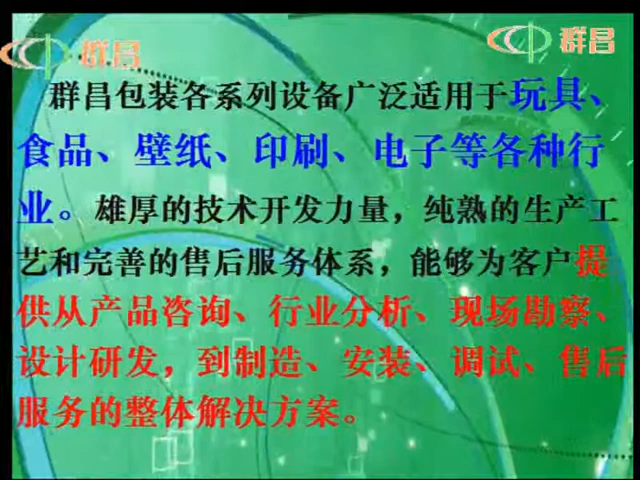 群昌
群昌
群昌包装各系列设备广泛适用于玩具、
食品、壁纸、印刷、电子等各种行
业。雄厚的技术开发力量，纯熟的生产工
艺和完善的售后服务体系，能够为客户提
供从产品咨询、行业分析、现场勘察、
设计研发，到制造、安装、调试、售后
服务的整体解决方案。